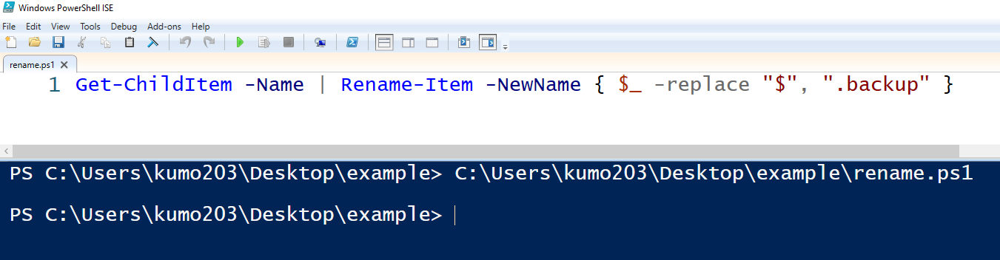 Windows PowerShell ISE
File Edit View Tools Debug Add-ons Help
rename.ps1
1 Get-ChildItem -Name | Rename-Item -NewName { $_ -replace "$", ".backup" }
PS C:\Users\kumo203\Desktop\example> C:\Users\kumo203\Desktop\example\rename.ps1
PS C:\Users\kumo203\Desktop\example>